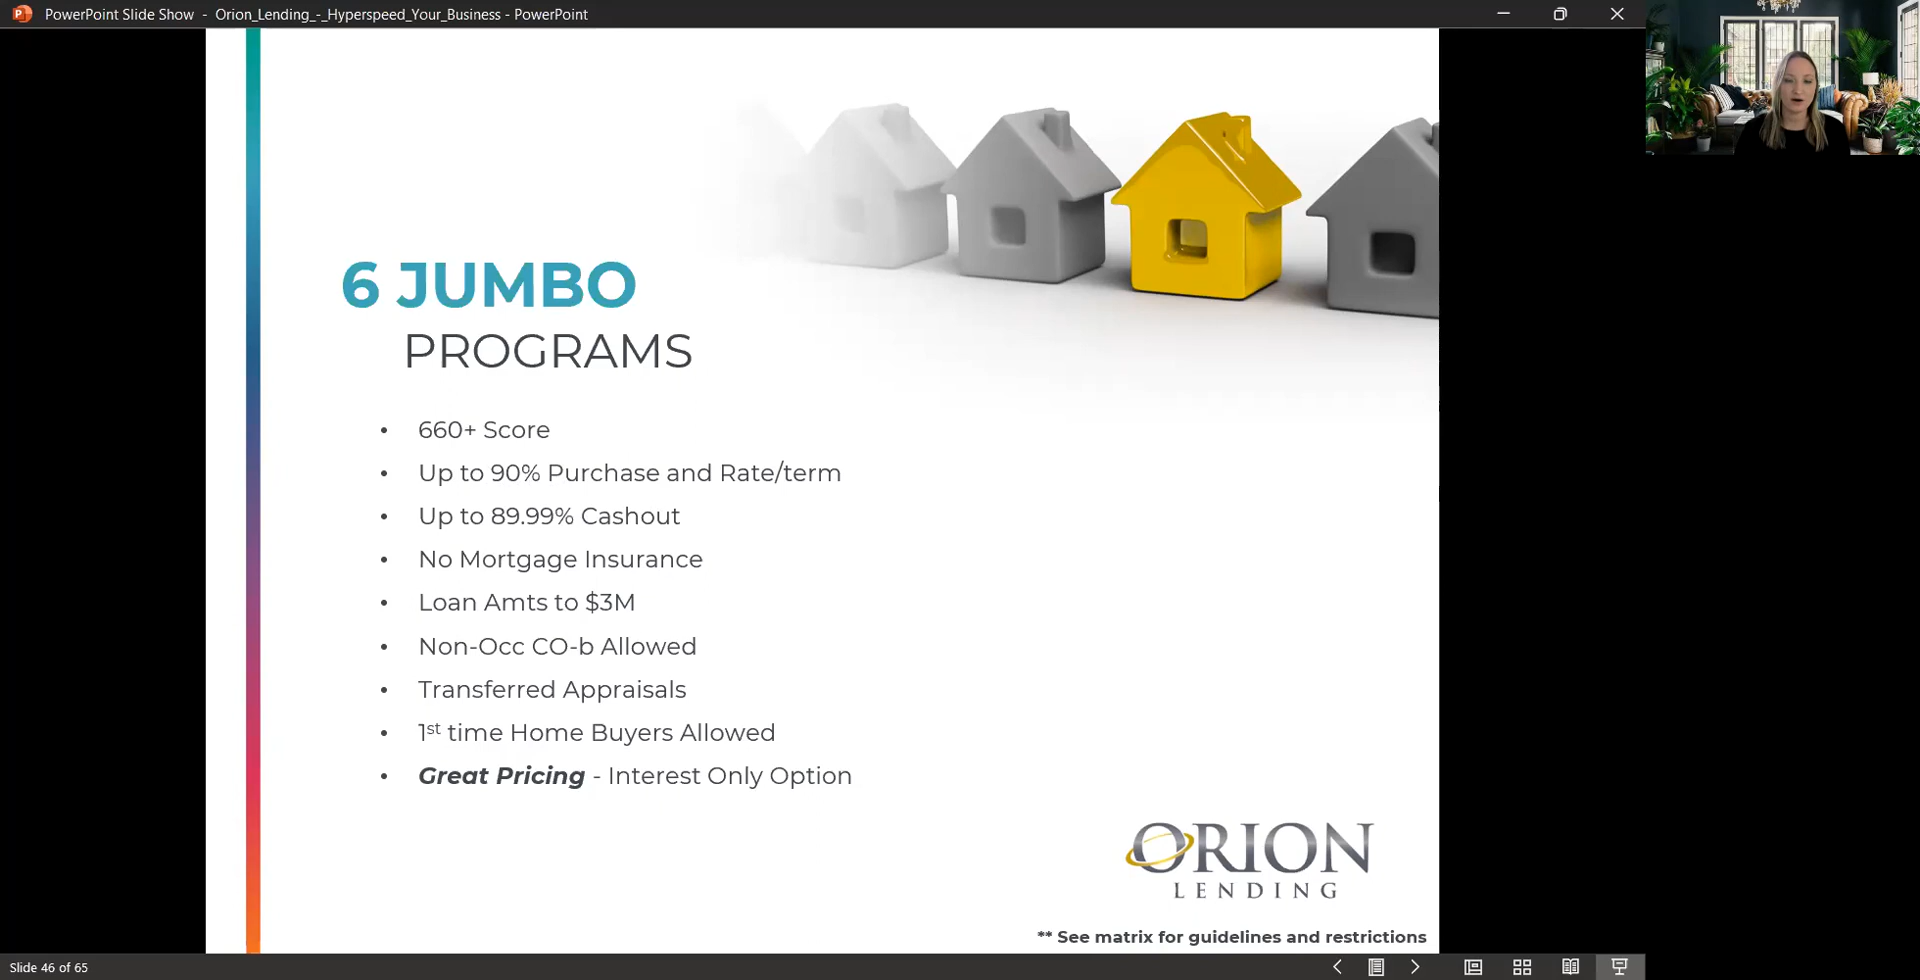 PowerPoint Slide Show - Orion_Lending_-_Hyperspeed_Your_Business - PowerPoint
6 JUMBO
PROGRAMS
• 660+ Score
• Up to 90% Purchase and Rate/term
• Up to 89.99% Cashout
• No Mortgage Insurance
• Loan Amts to $3M
• Non-Occ CO-b Allowed
• Transferred Appraisals
• 1st time Home Buyers Allowed
• Great Pricing - Interest Only Option
ORION
LENDING
** See matrix for guidelines and restrictions
Slide 46 of 65